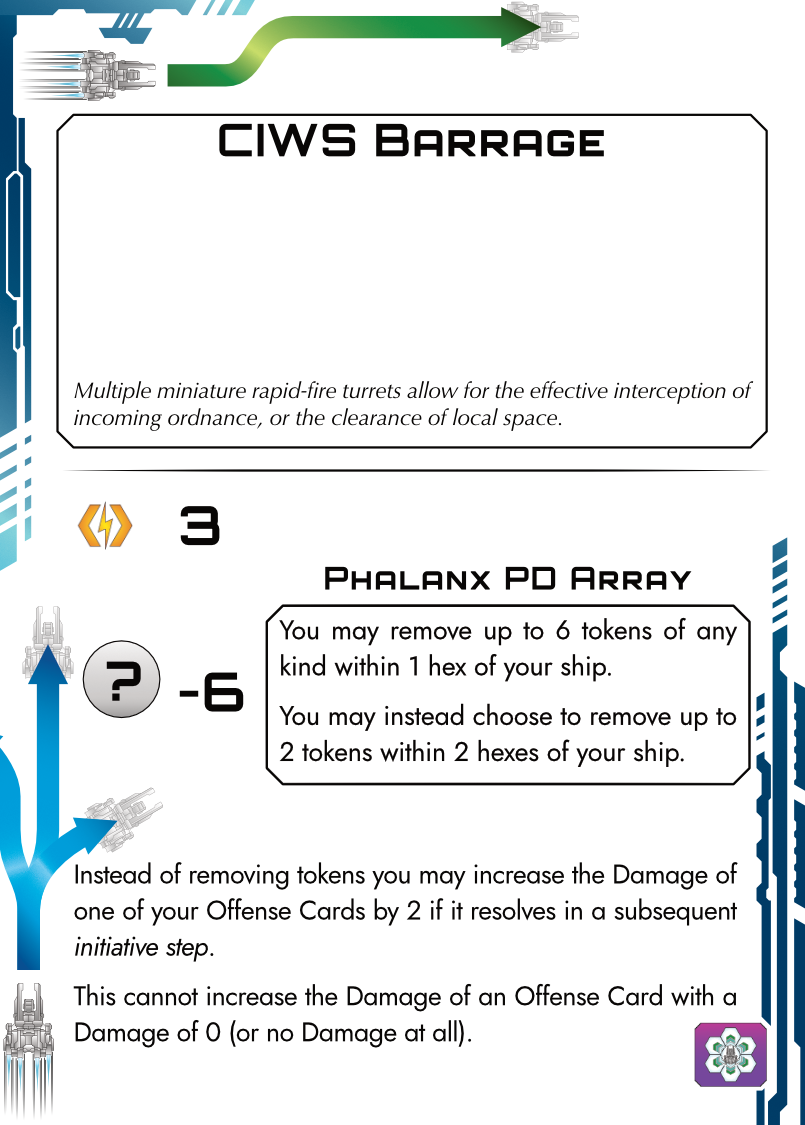 CIWS Barrage
Multiple miniature rapid-fire turrets allow for the effective interception of
incoming ordnance, or the clearance of local space.
3
Phalanx PD Array
? -6
You may remove up to 6 tokens of any
kind within 1 hex of your ship.
You may instead choose to remove up to
2 tokens within 2 hexes of your ship.
Instead of removing tokens you may increase the Damage of
one of your Offense Cards by 2 if it resolves in a subsequent
initiative step.
This cannot increase the Damage of an Offense Card with a
Damage of 0 (or no Damage at all).